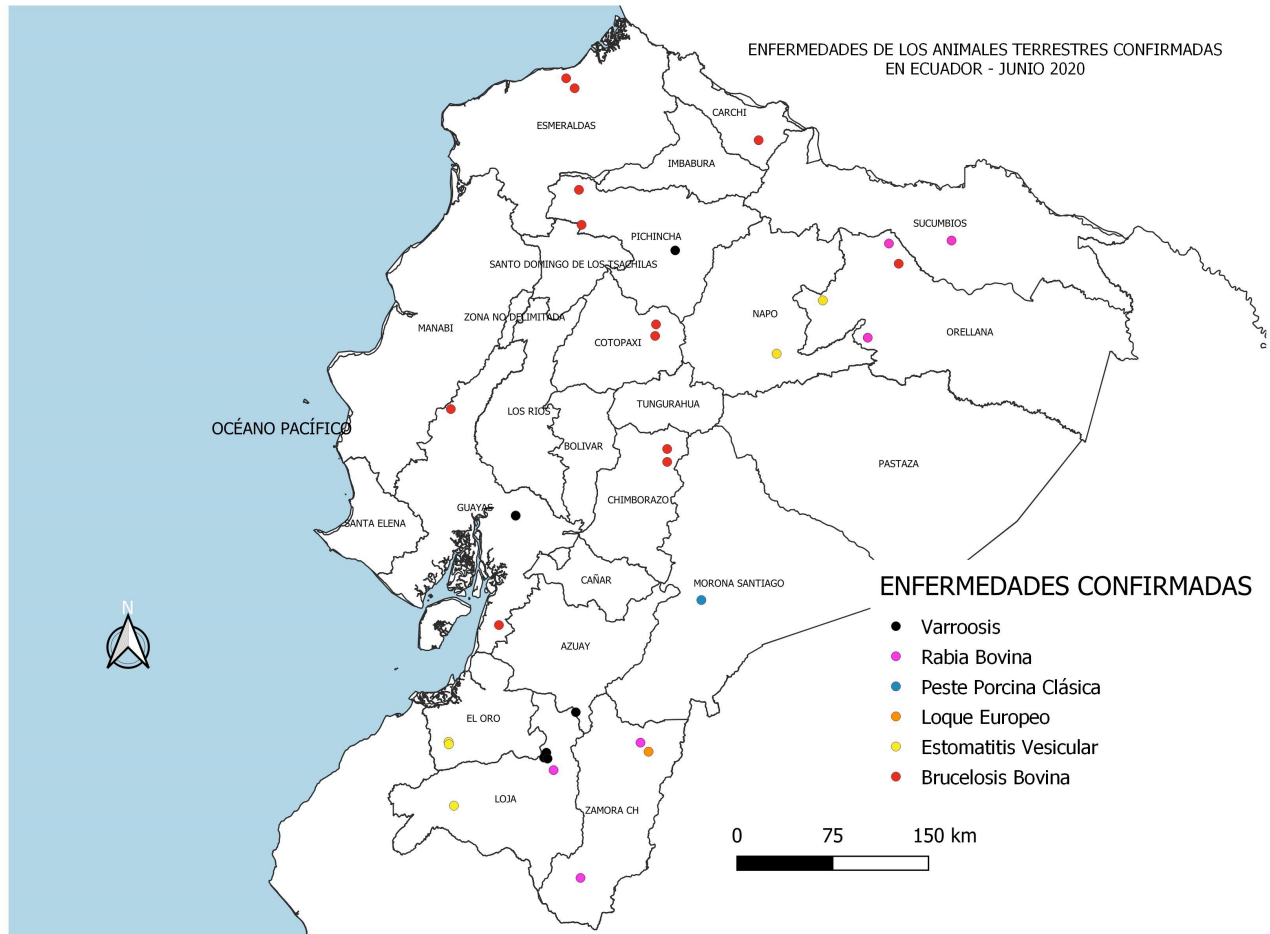 ENFERMEDADES DE LOS ANIMALES TERRESTRES CONFIRMADAS
EN ECUADOR - JUNIO 2020
CARCHI
ESMERALDAS
IMBABURA
SUCUMBIOS
PICHINCHA
SANTO DOMINGO DE LOS TSACHILAS
NAPO
ZONA NO DELIMITADA
MANABI
ORELLANA
COTOPAXI
TUNGURAHUA
LOS RIOS
OCÉANO PACÍFICO
BOLIVAR
PASTAZA
CHIMBORAZO
GUAYAS
SANTA ELENA
CAÑAR
MORONA SANTIAGO
ENFERMEDADES CONFIRMADAS
N
Varroosis
AZUAY
Rabia Bovina
Peste Porcina Clásica
EL ORO
Loque Europeo
Estomatitis Vesicular
Brucelosis Bovina
LOJA
ZAMORA CH
0 75 150 km